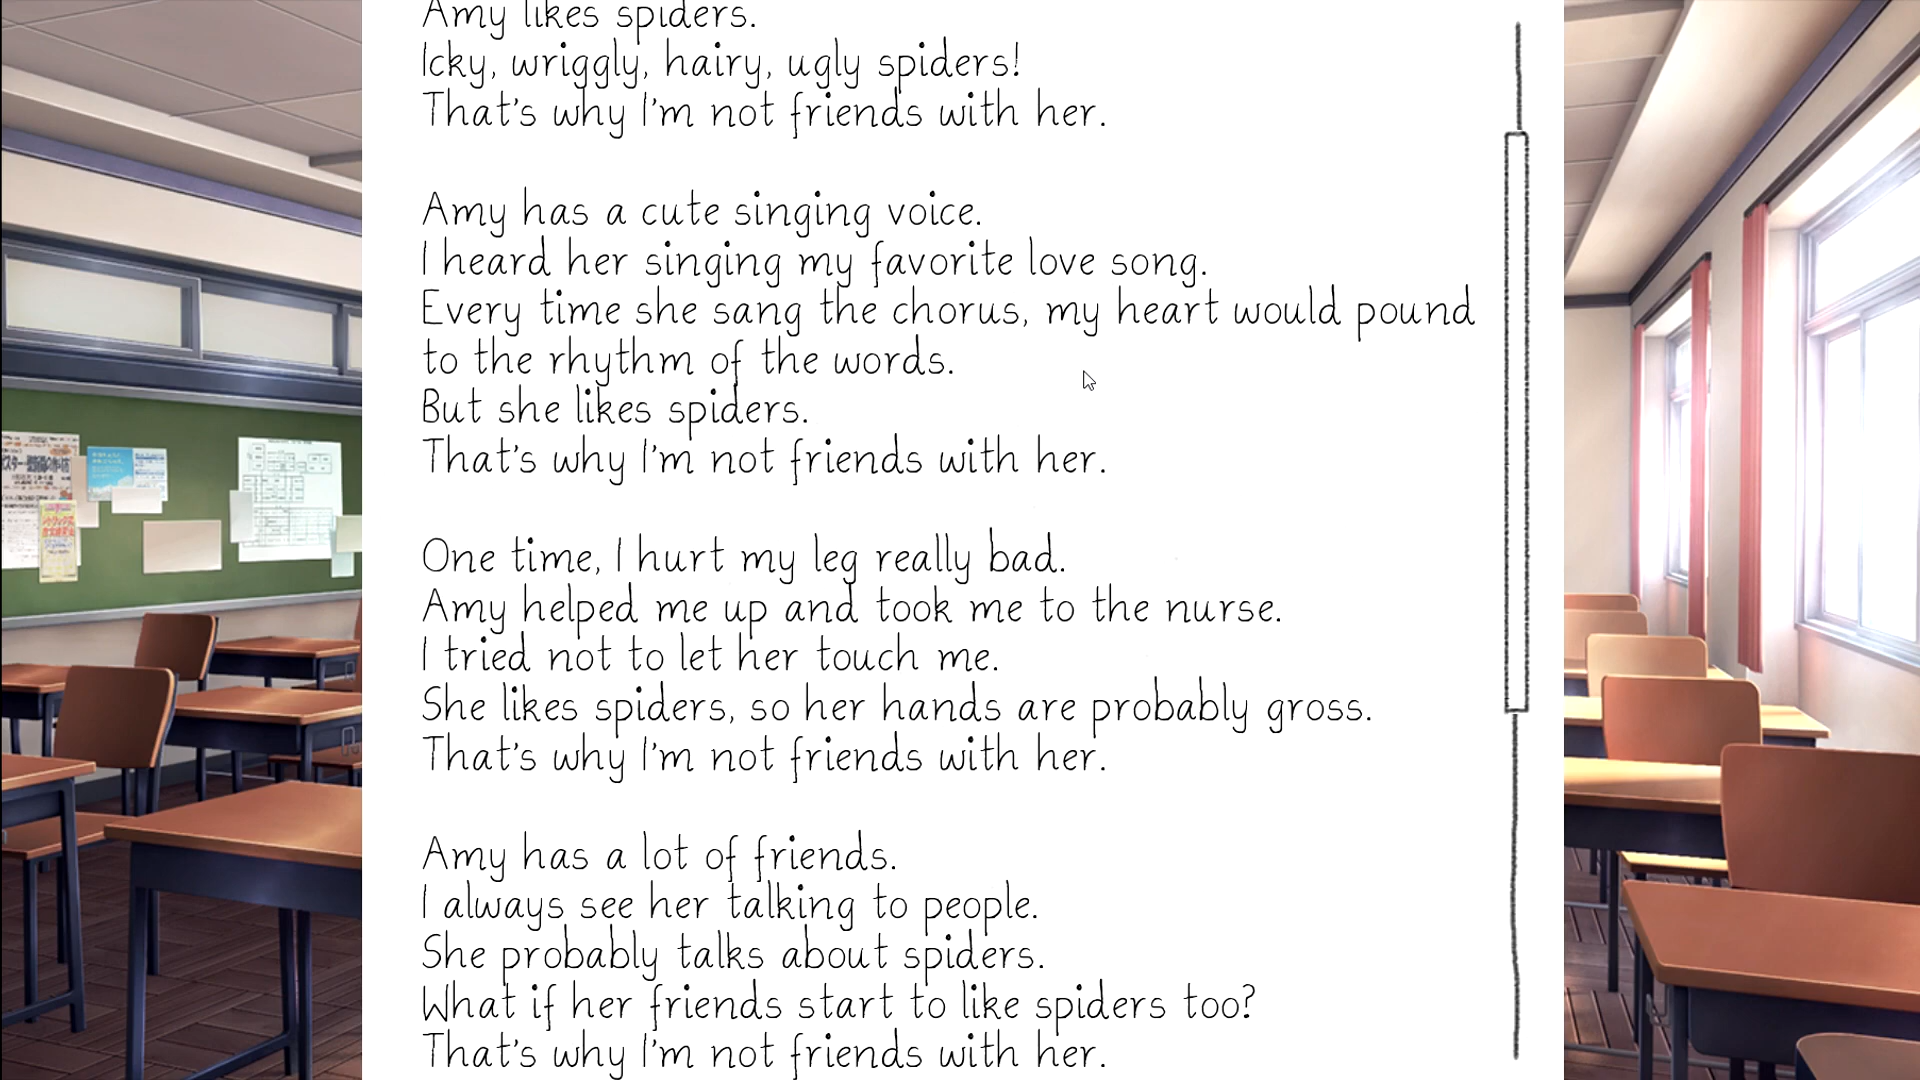 Amy likes spiders.
Icky, wriggly, hairy, ugly spiders!
That's why I'm not friends with her.
Amy has a cute singing voice.
I heard her singing my favorite love song.
Every time she sang the chorus, my heart would pound
to the rhythm of the words.
But she likes spiders.
That's why I'm not friends with her.
One time, I hurt my leg really bad.
Amy helped me up and took me to the nurse.
I tried not to let her touch me.
She likes spiders, so her hands are probably gross.
That's why I'm not friends with her.
Amy has a lot of friends.
I always see her talking to people.
She probably talks about spiders.
What if her friends start to like spiders too?
That's why I'm not friends with her.